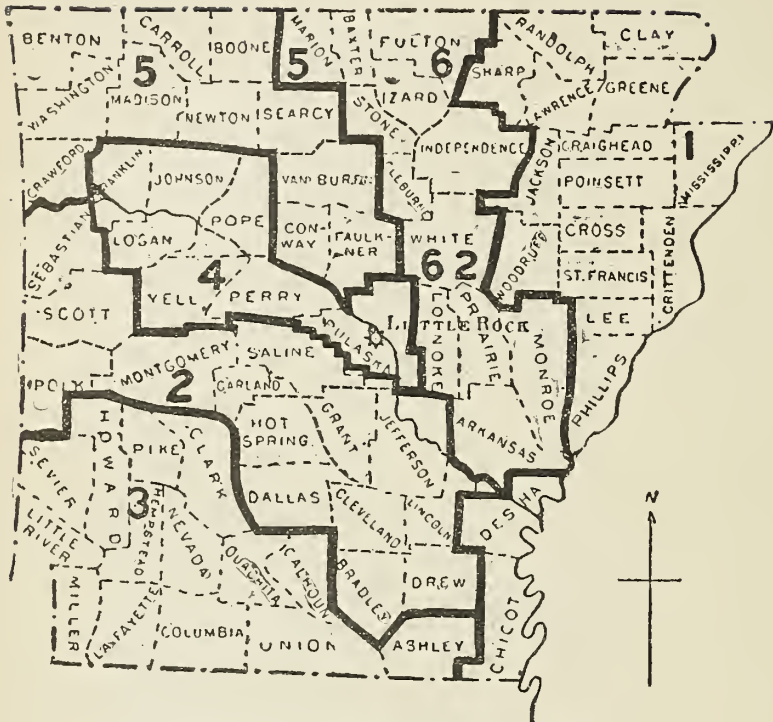 BENTON
CARROLL
BOONE
MARION
BAXTER
FULTON
RANDOLPH
CLAY
5
5
6
SHARP
WASHINGTON
MADISON
NEWTON
SEARCY
STONE
IZARD
LAWRENCE
GREENE
INDEPENDENCE
JACKSON
CRAIGHEAD
1
MISSISSIPPI
CRAWFORD
FRANKLIN
JOHNSON
VAN BUREN
CLEBURNE
POINSETT
POPE
CON-
WAY
FAULK-
NER
WHITE
WOODRUFF
CROSS
CRITTENDEN
SEBASTIAN
LOGAN
4
6 2
ST. FRANCIS
SCOTT
YELL
PERRY
PULASKI
LITTLE ROCK
LONOKE
PRAIRIE
MONROE
LEE
PHILLIPS
POLK
MONTGOMERY
SALINE
2
GARLAND
HOT
SPRING
GRANT
JEFFERSON
ARKANSAS
HOWARD
PIKE
CLARK
SEVIER
3
DALLAS
CLEVELAND
LINCOLN
DESHA
N
LITTLE
RIVER
HEMPSTEAD
NEVADA
OUACHITA
CALHOUN
BRADLEY
DREW
MILLER
LAFAYETTE
COLUMBIA
UNION
ASHLEY
CHICOT